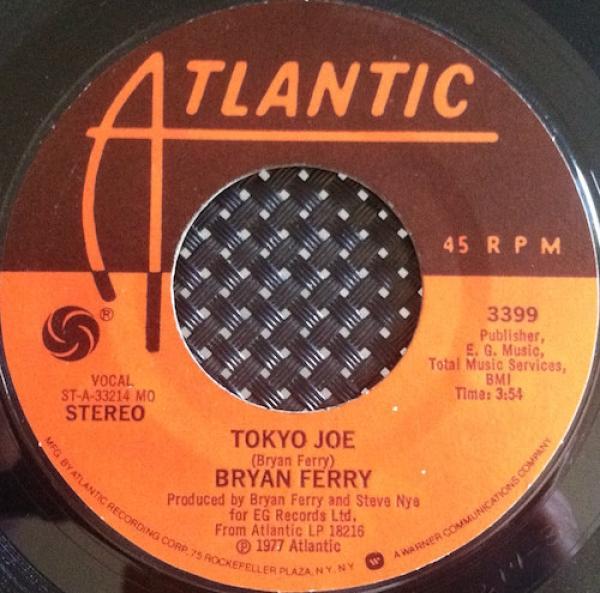 ATLANTIC
45 RPM
®
3399
Publisher,
E. G. Music,
Total Music Services,
BMI
Time: 3:54
VOCAL
ST-A-33214 MO
STEREO
TOKYO JOE
(Bryan Ferry)
BRYAN FERRY
Produced by Bryan Ferry and Steve Nye
for EG Records Ltd.
From Atlantic LP 18216
℗ 1977 Atlantic
MFG. BY ATLANTIC RECORDING CORP. 75 ROCKEFELLER PLAZA, N.Y. N.Y. W A WARNER COMMUNICATIONS COMPANY